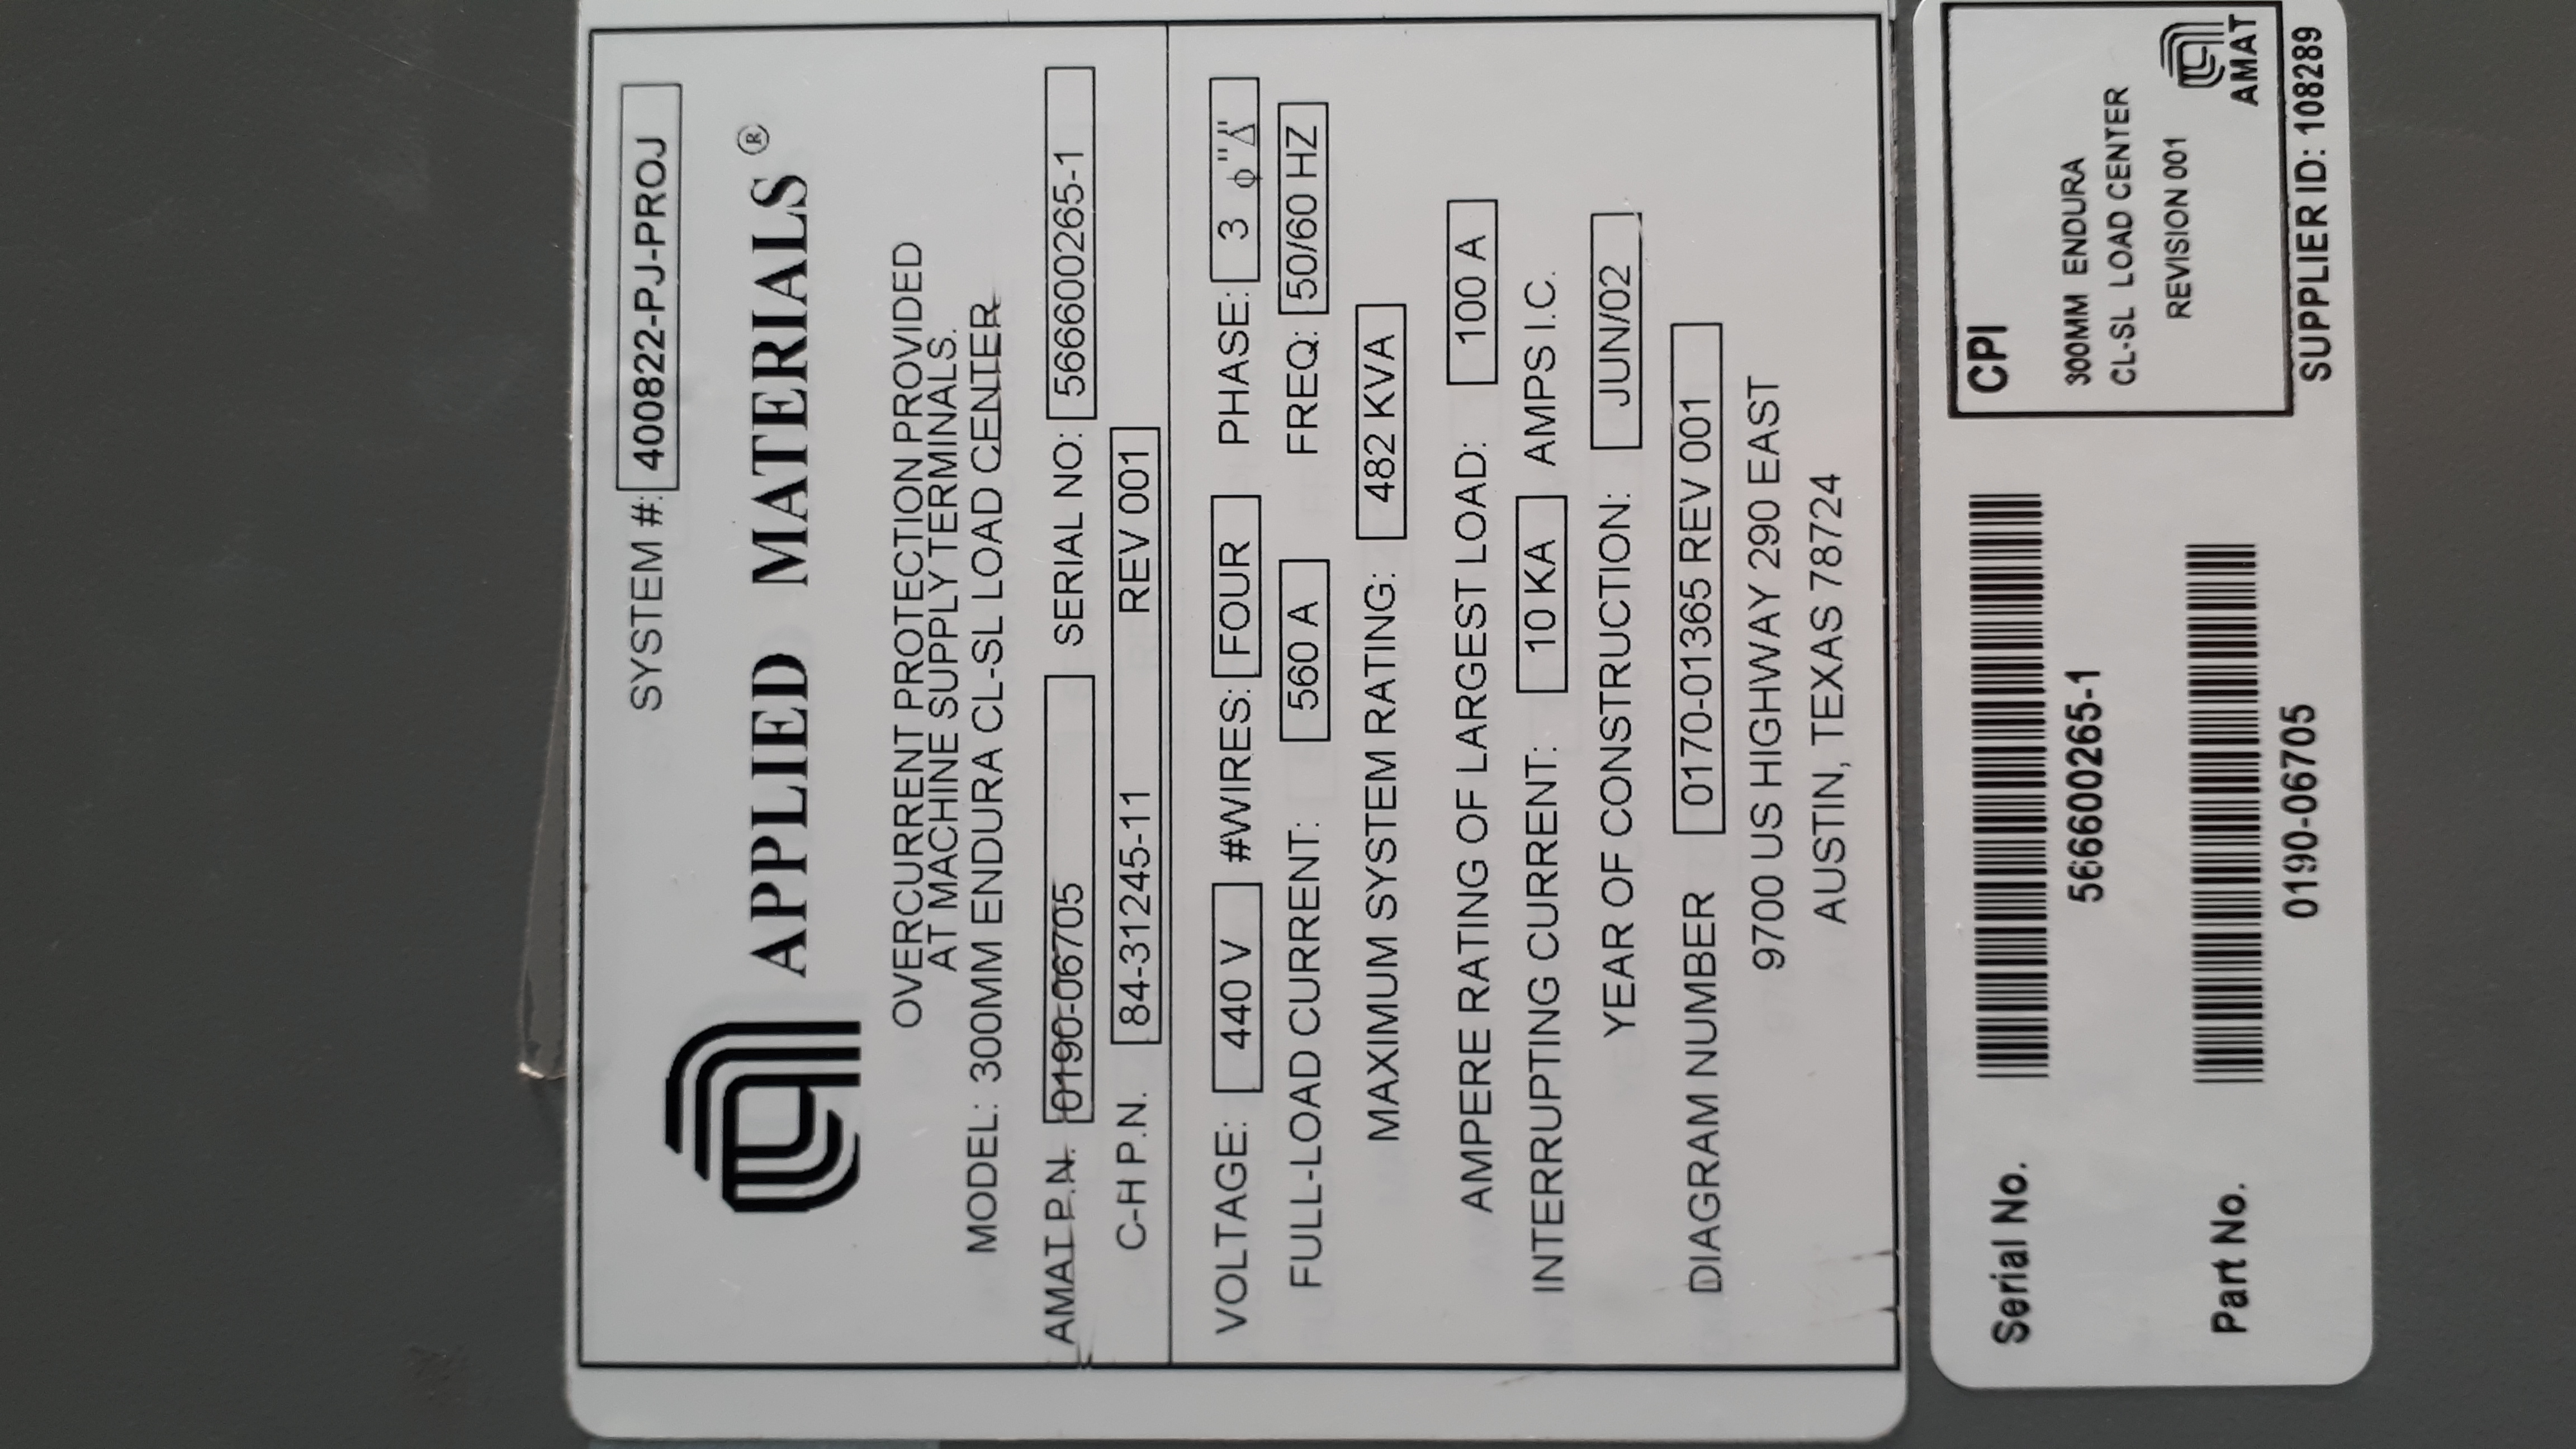 SYSTEM #: 400822-PJ-PROJ
APPLIED MATERIALS ®
OVERCURRENT PROTECTION PROVIDED
AT MACHINE SUPPLY TERMINALS.
MODEL: 300MM ENDURA CL-SL LOAD CENTER
AMAT P.N. 0190-06705 SERIAL NO: 566600265-1
C-H P.N. 84-31245-11 REV 001
VOLTAGE: 440 V #WIRES: FOUR PHASE: 3 ϕ "Δ"
FULL-LOAD CURRENT: 560 A FREQ: 50/60 HZ
MAXIMUM SYSTEM RATING: 482 KVA
AMPERE RATING OF LARGEST LOAD: 100 A
INTERRUPTING CURRENT: 10 KA AMPS I.C.
YEAR OF CONSTRUCTION: JUN/02
DIAGRAM NUMBER 0170-01365 REV 001
9700 US HIGHWAY 290 EAST
AUSTIN, TEXAS 78724
Serial No.
566600265-1
Part No.
0190-06705
CPI
300MM ENDURA
CL-SL LOAD CENTER
REVISION 001
AMAT
SUPPLIER ID: 108289